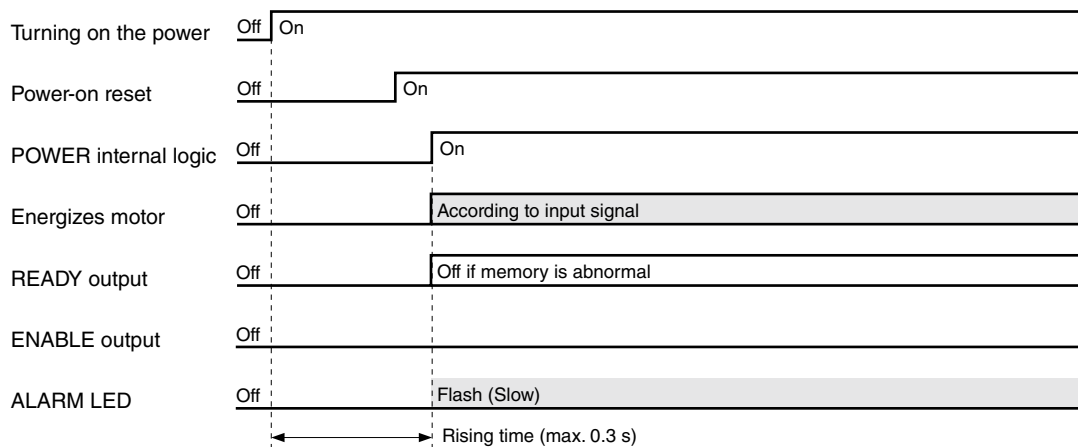 Turning on the power Off On
Power-on reset Off On
POWER internal logic Off On
Energizes motor Off According to input signal
READY output Off Off if memory is abnormal
ENABLE output Off
ALARM LED Off Flash (Slow)
Rising time (max. 0.3 s)